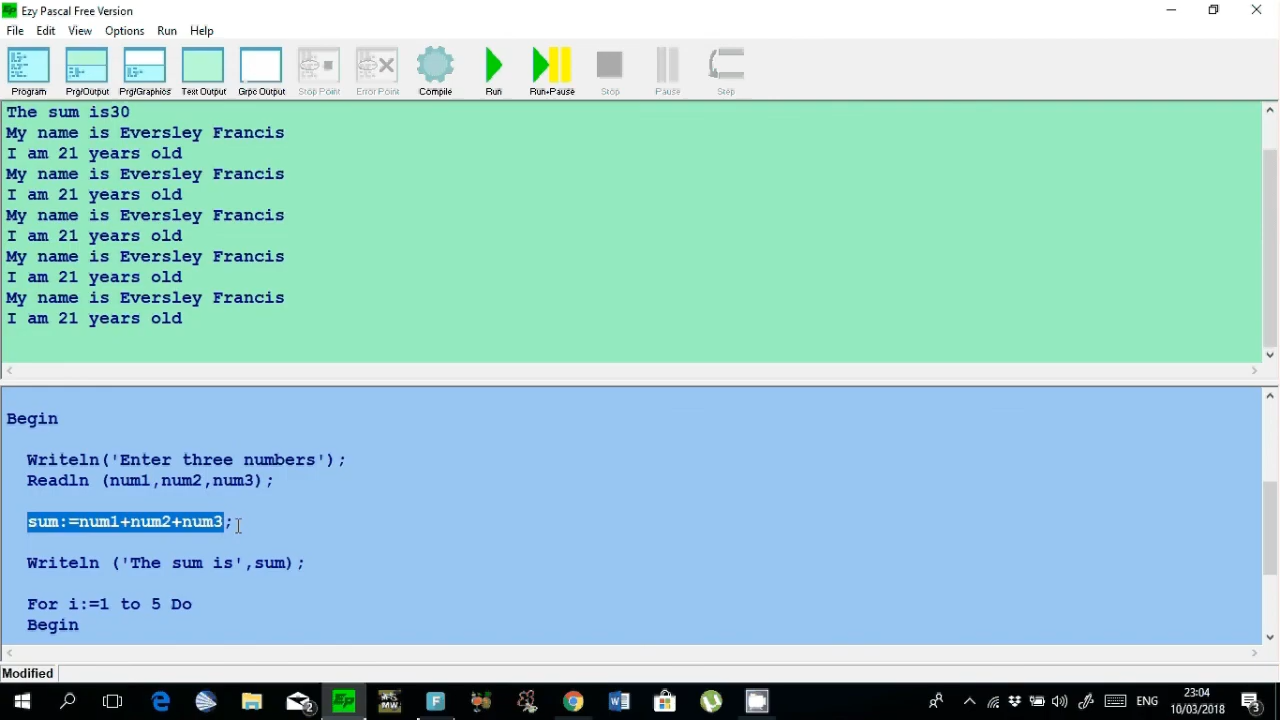 Ezy Pascal Free Version
File Edit View Options Run Help
Program Prg/Output Prg/Graphics Text Output Grpc Output Stop Point Error Point Compile Run Run+Pause Stop Pause Step
The sum is30
My name is Eversley Francis
I am 21 years old
My name is Eversley Francis
I am 21 years old
My name is Eversley Francis
I am 21 years old
My name is Eversley Francis
I am 21 years old
My name is Eversley Francis
I am 21 years old
Begin
Writeln('Enter three numbers');
Readln (num1,num2,num3);
sum:=num1+num2+num3;
Writeln ('The sum is',sum);
For i:=1 to 5 Do
Begin
Modified
ENG
23:04
10/03/2018